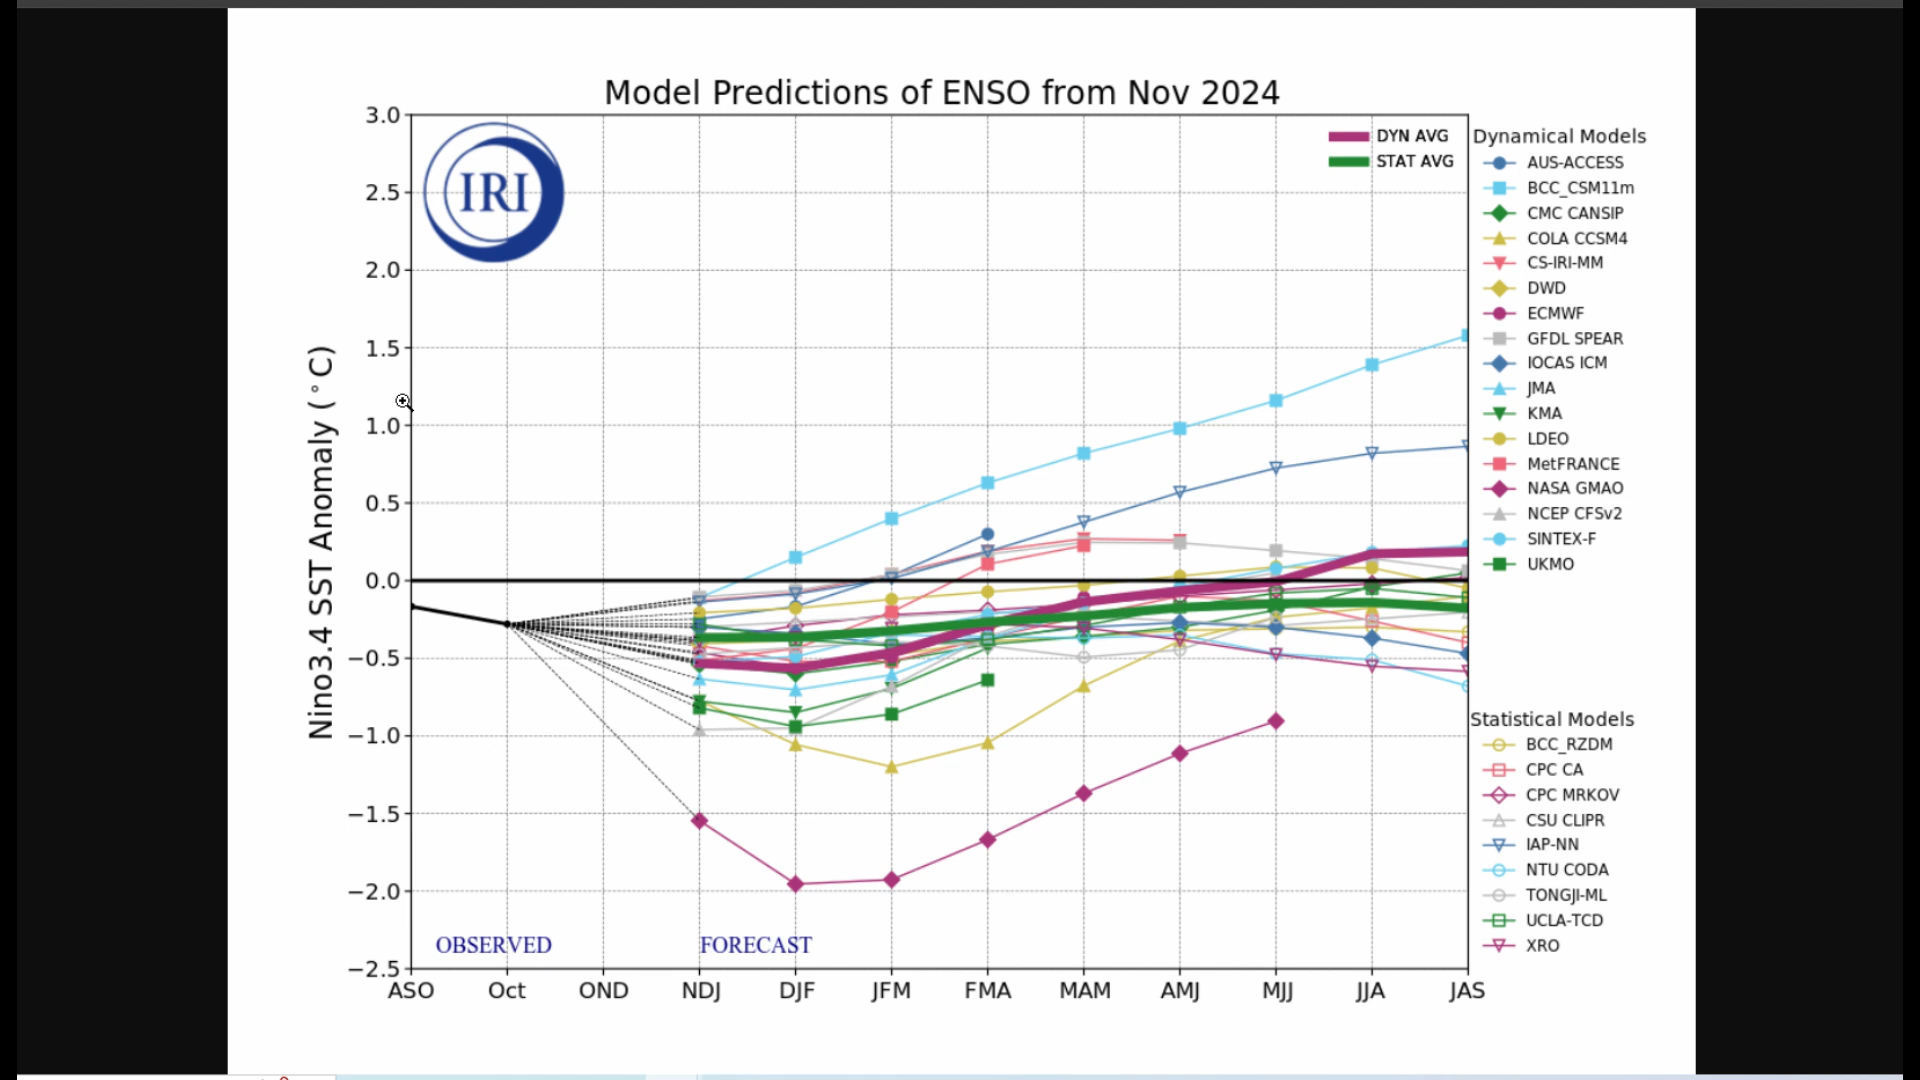 Model Predictions of ENSO from Nov 2024
3.0
2.5
2.0
1.5
1.0
0.5
0.0
−0.5
−1.0
−1.5
−2.0
−2.5
Nino3.4 SST Anomaly (°C)
IRI
DYN AVG
STAT AVG
OBSERVED
FORECAST
ASO Oct OND NDJ DJF JFM FMA MAM AMJ MJJ JJA JAS
Dynamical Models
AUS-ACCESS
BCC_CSM11m
CMC CANSIP
COLA CCSM4
CS-IRI-MM
DWD
ECMWF
GFDL SPEAR
IOCAS ICM
JMA
KMA
LDEO
MetFRANCE
NASA GMAO
NCEP CFSv2
SINTEX-F
UKMO
Statistical Models
BCC_RZDM
CPC CA
CPC MRKOV
CSU CLIPR
IAP-NN
NTU CODA
TONGJI-ML
UCLA-TCD
XRO